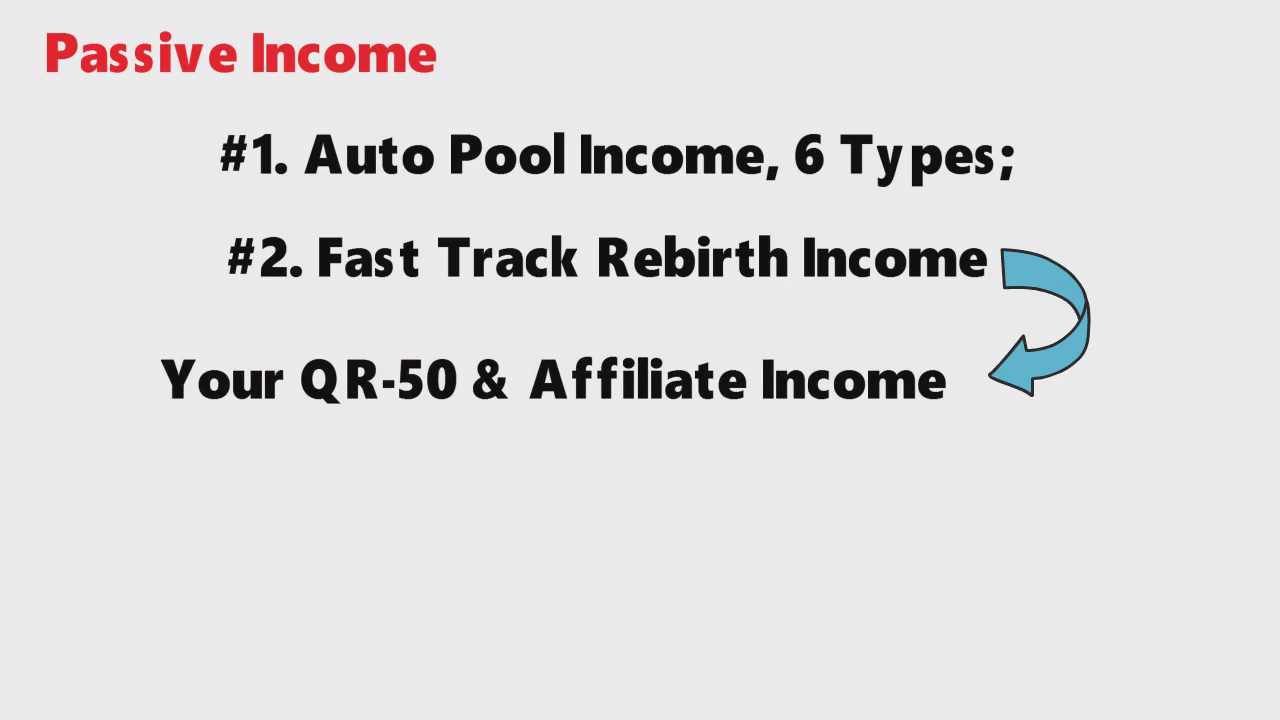 Passive Income
#1. Auto Pool Income, 6 Types;
#2. Fast Track Rebirth Income
Your QR-50 & Affiliate Income